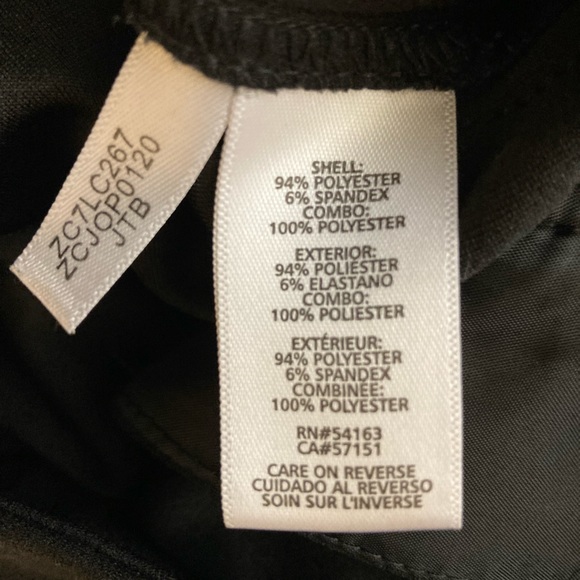 ZC7LC267
ZCJOP0120
JTB
SHELL:
94% POLYESTER
6% SPANDEX
COMBO:
100% POLYESTER
EXTERIOR:
94% POLIÉSTER
6% ELASTANO
COMBO:
100% POLIESTER
EXTÉRIEUR:
94% POLYESTER
6% SPANDEX
COMBINÉE:
100% POLYESTER
RN#54163
CA#57151
CARE ON REVERSE
CUIDADO AL REVERSO
SOIN SUR L'INVERSE